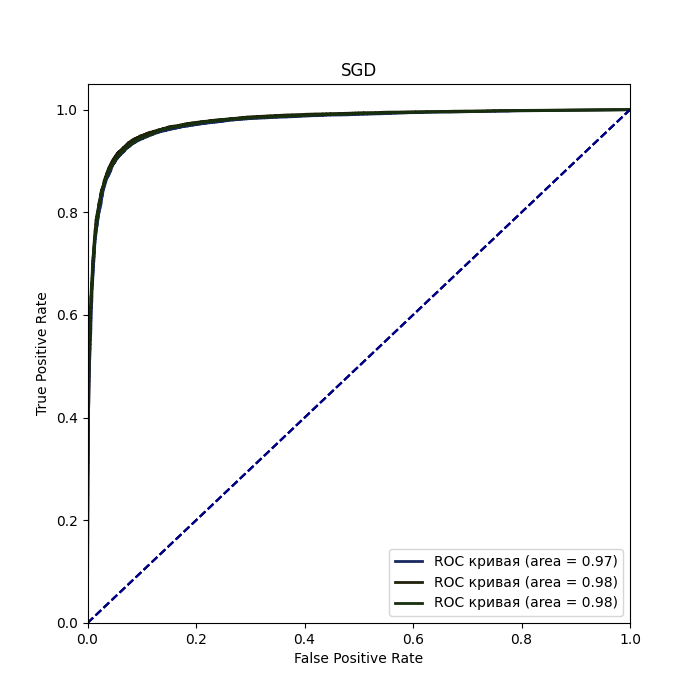 SGD
True Positive Rate
1.0
0.8
0.6
0.4
0.2
0.0
ROC кривая (area = 0.97)
ROC кривая (area = 0.98)
ROC кривая (area = 0.98)
0.0 0.2 0.4 0.6 0.8 1.0
False Positive Rate